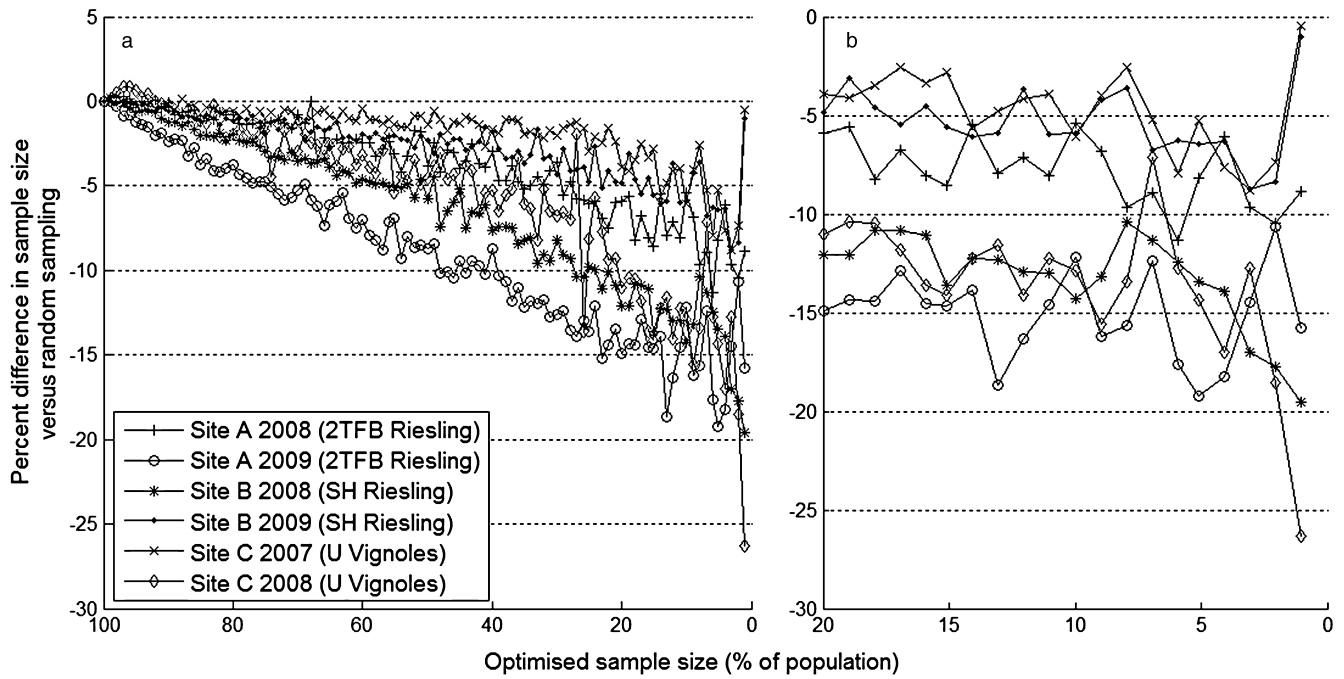 Percent difference in sample size
versus random sampling
a
5
0
-5
-10
-15
-20
-25
-30
100
80
60
40
20
0
Site A 2008 (2TFB Riesling)
Site A 2009 (2TFB Riesling)
Site B 2008 (SH Riesling)
Site B 2009 (SH Riesling)
Site C 2007 (U Vignoles)
Site C 2008 (U Vignoles)
b
0
-5
-10
-15
-20
-25
-30
20
15
10
5
0
Optimised sample size (% of population)